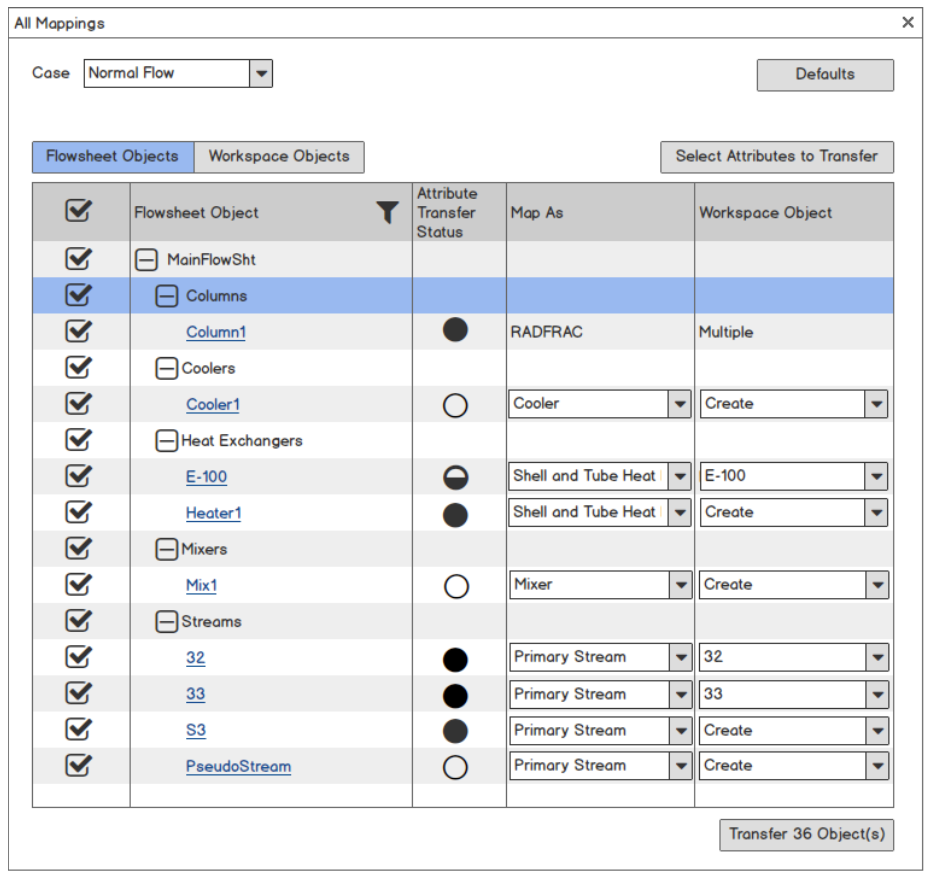 All Mappings
Case Normal Flow Defaults
Flowsheet Objects Workspace Objects Select Attributes to Transfer
Flowsheet Object Attribute Transfer Status Map As Workspace Object
MainFlowSht
Columns
Column1 RADFRAC Multiple
Coolers
Cooler1 Cooler Create
Heat Exchangers
E-100 Shell and Tube Heat E-100
Heater1 Shell and Tube Heat Create
Mixers
Mix1 Mixer Create
Streams
32 Primary Stream 32
33 Primary Stream 33
S3 Primary Stream Create
PseudoStream Primary Stream Create
Transfer 36 Object(s)